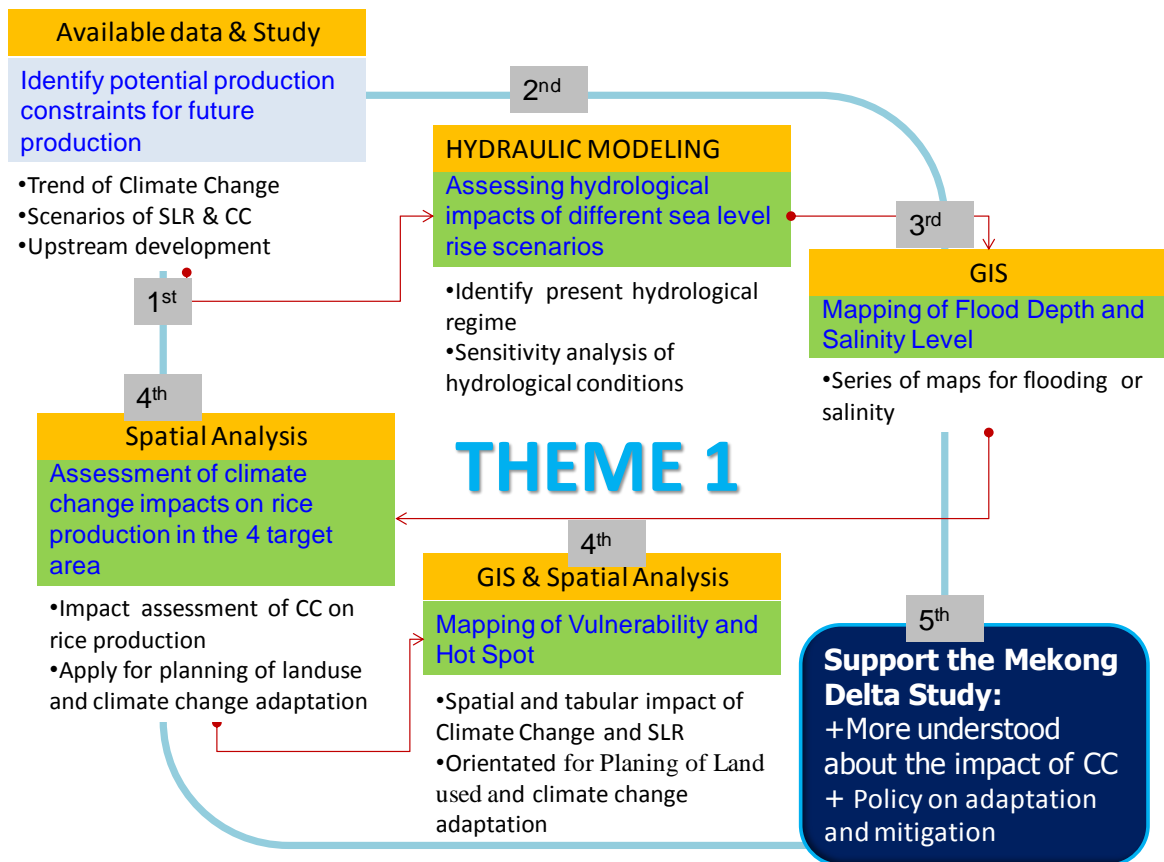 Available data & Study
Identify potential production
constraints for future
production
•Trend of Climate Change
•Scenarios of SLR & CC
•Upstream development
1st
2nd
HYDRAULIC MODELING
Assessing hydrological
impacts of different sea level
rise scenarios
•Identify present hydrological
regime
•Sensitivity analysis of
hydrological conditions
3rd
GIS
Mapping of Flood Depth and
Salinity Level
•Series of maps for flooding or
salinity
THEME 1
4th
Spatial Analysis
Assessment of climate
change impacts on rice
production in the 4 target
area
•Impact assessment of CC on
rice production
•Apply for planning of landuse
and climate change adaptation
4th
GIS & Spatial Analysis
Mapping of Vulnerability and
Hot Spot
•Spatial and tabular impact of
Climate Change and SLR
•Orientated for Planing of Land
used and climate change
adaptation
5th
Support the Mekong
Delta Study:
+More understood
about the impact of CC
+ Policy on adaptation
and mitigation